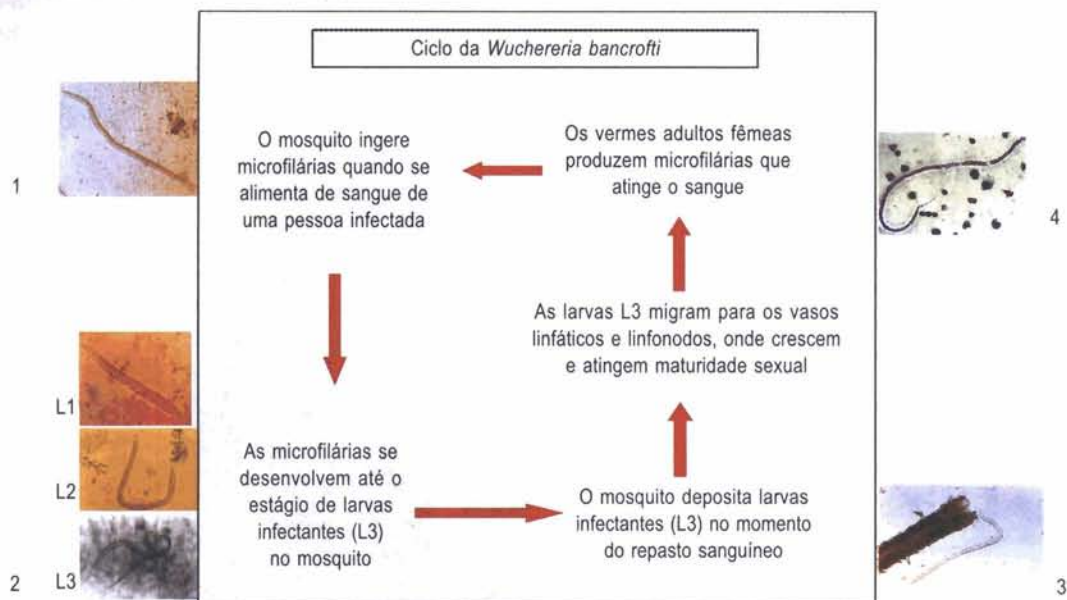 Ciclo da Wuchereria bancrofti
1
O mosquito ingere
microfilárias quando se
alimenta de sangue de
uma pessoa infectada
Os vermes adultos fêmeas
produzem microfilárias que
atinge o sangue
4
As larvas L3 migram para os vasos
linfáticos e linfonodos, onde crescem
e atingem maturidade sexual
L1
L2
2
L3
As microfilárias se
desenvolvem até o
estágio de larvas
infectantes (L3)
no mosquito
O mosquito deposita larvas
infectantes (L3) no momento
do repasto sanguíneo
3